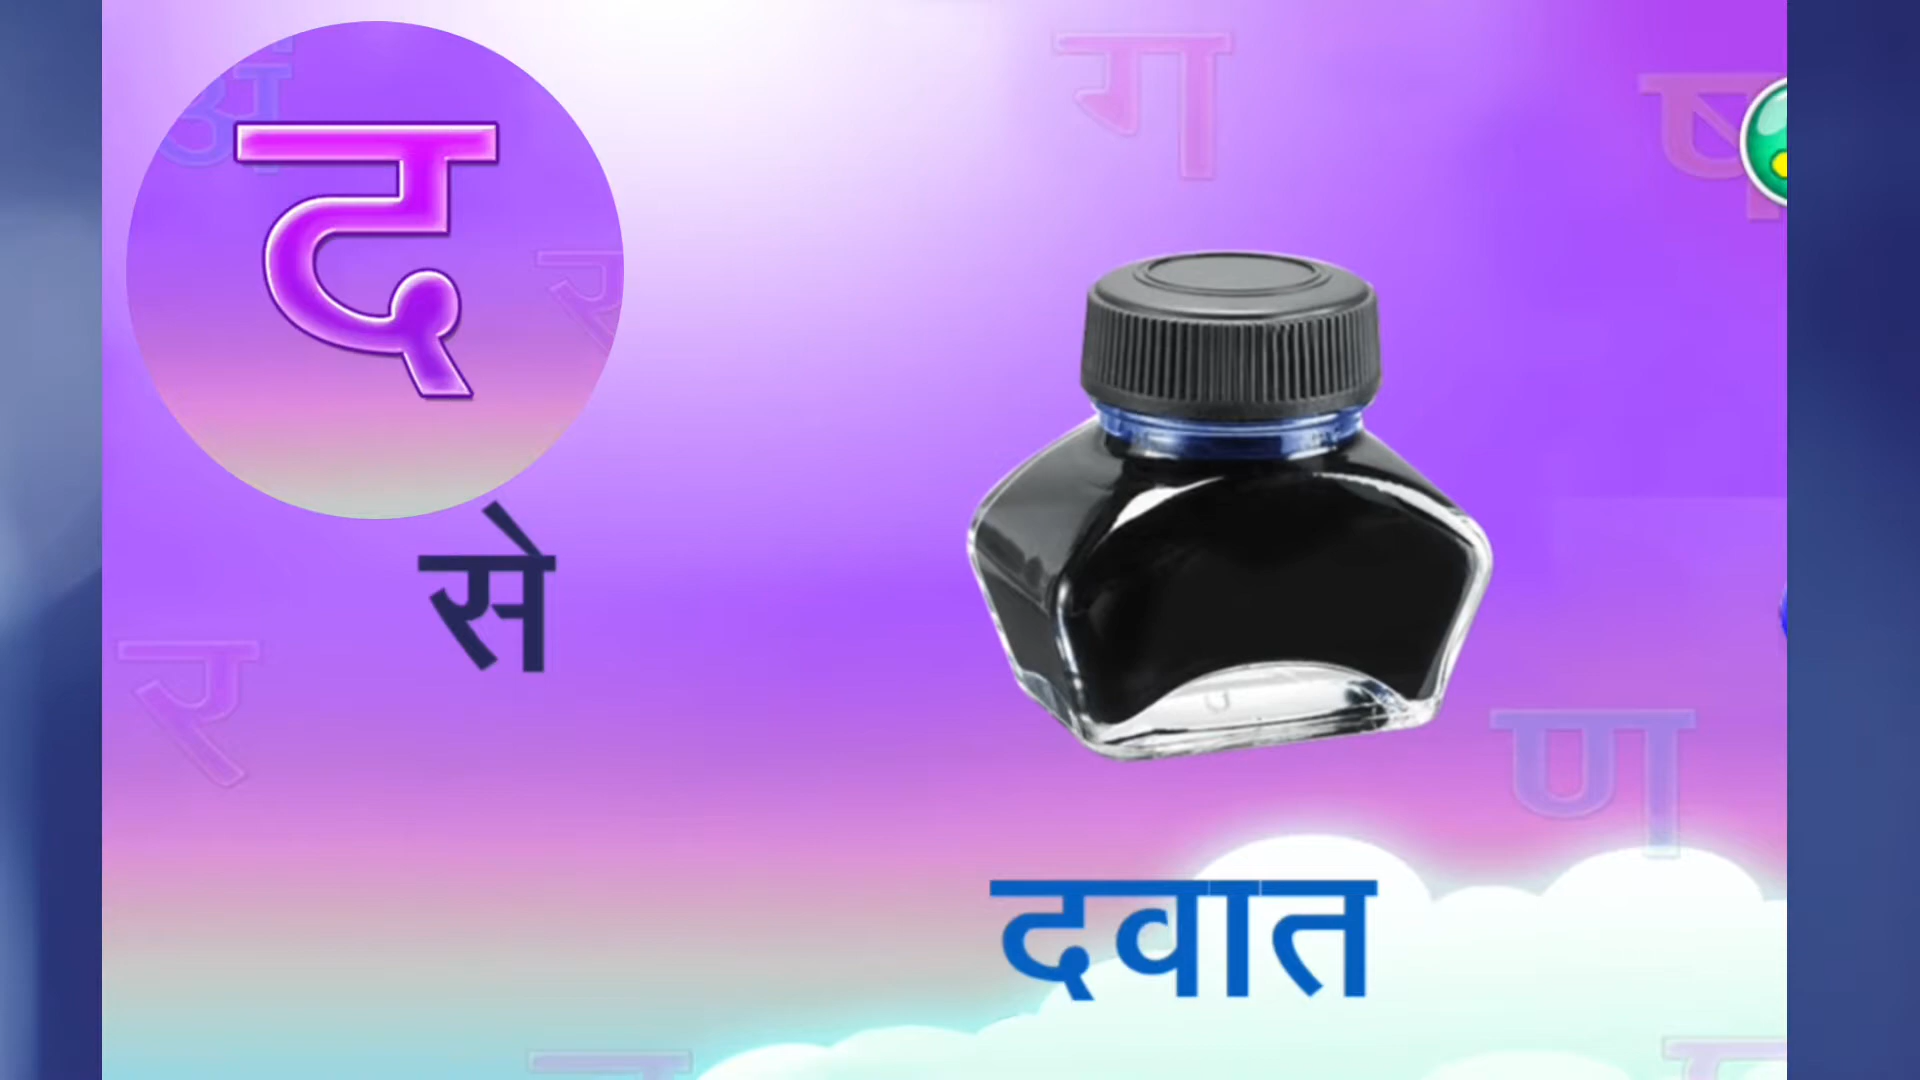 द
से
दवात
अं
ग
ष
र
र
ण